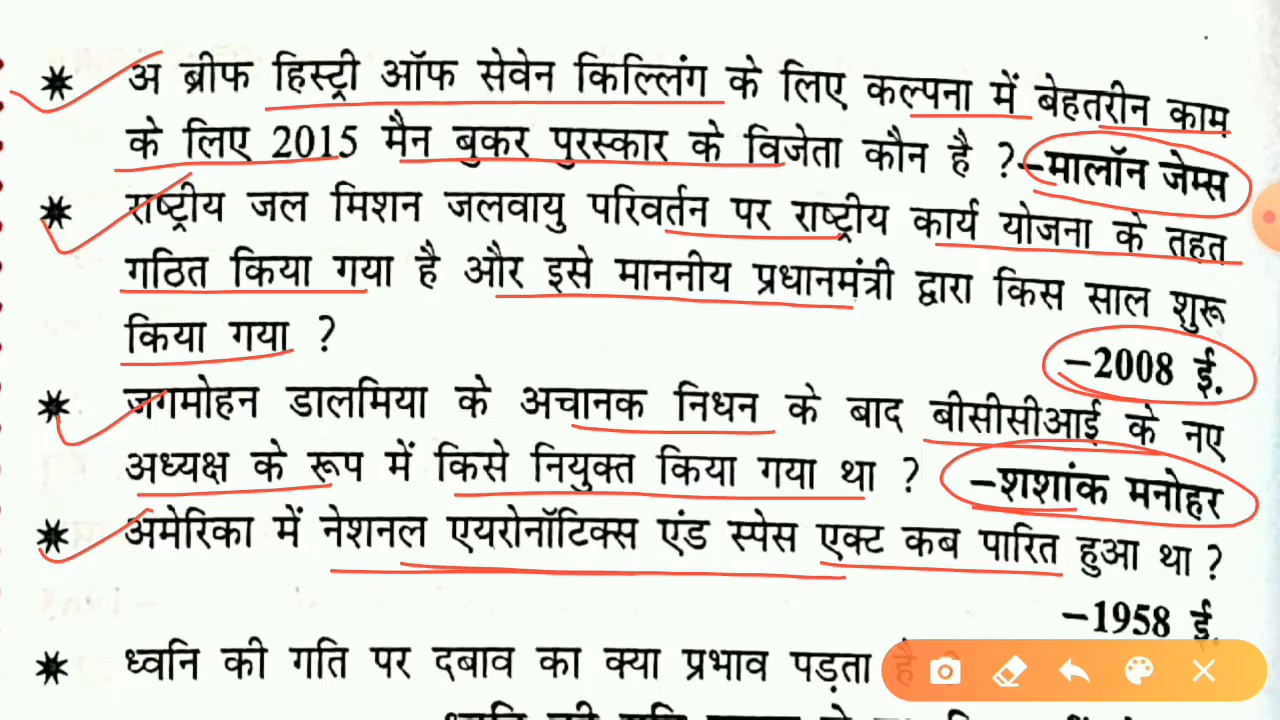 अ ब्रीफ हिस्ट्री ऑफ सेवेन किल्लिंग के लिए कल्पना में बेहतरीन काम
के लिए 2015 मैन बुकर पुरस्कार के विजेता कौन है ? –मालॉन जेम्स
राष्ट्रीय जल मिशन जलवायु परिवर्तन पर राष्ट्रीय कार्य योजना के तहत
गठित किया गया है और इसे माननीय प्रधानमंत्री द्वारा किस साल शुरू
किया गया ?
–2008 ई.
जगमोहन डालमिया के अचानक निधन के बाद बीसीसीआई के नए
अध्यक्ष के रूप में किसे नियुक्त किया गया था ? –शशांक मनोहर
अमेरिका में नेशनल एयरोनॉटिक्स एंड स्पेस एक्ट कब पारित हुआ था ?
–1958 ई.
ध्वनि की गति पर दबाव का क्या प्रभाव पड़ता है